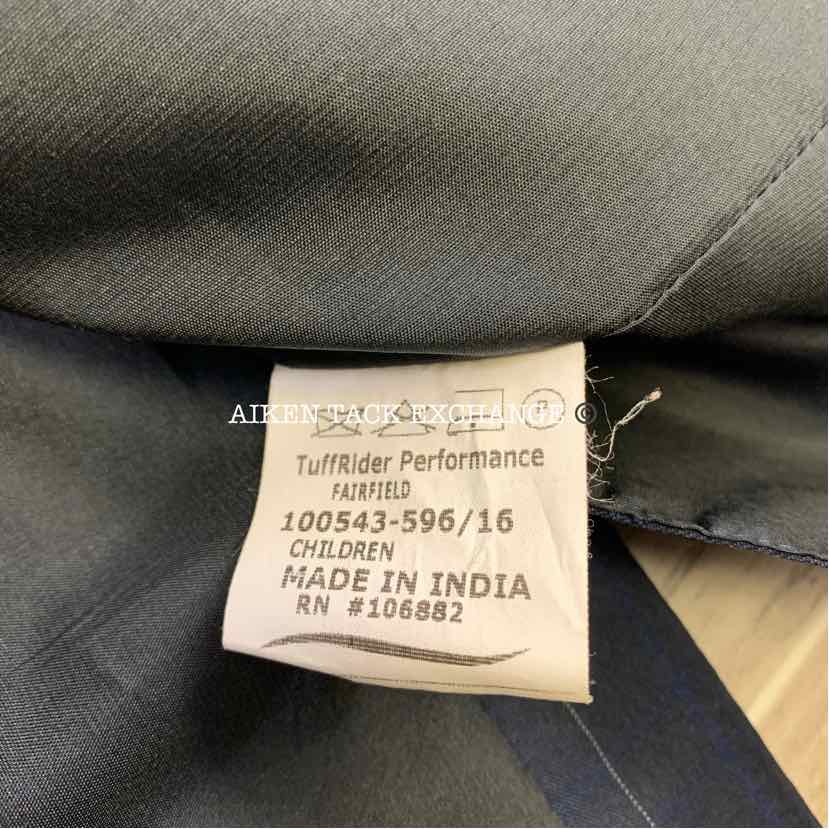 AIKEN TACK EXCHANGE ©
TuffRider Performance
FAIRFIELD
100543-596/16
CHILDREN
MADE IN INDIA
RN #106882